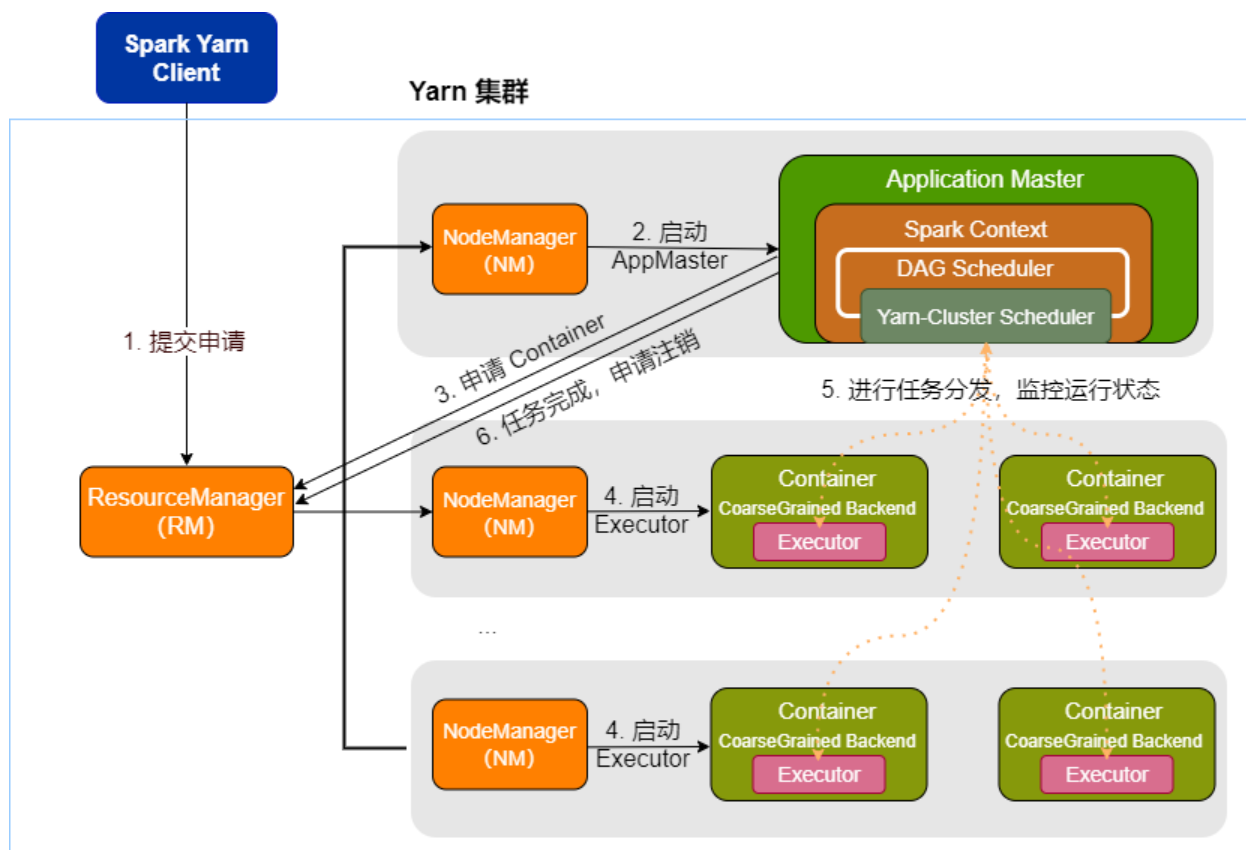 Spark Yarn
Client
Yarn 集群
Application Master
Spark Context
DAG Scheduler
Yarn-Cluster Scheduler
NodeManager
(NM)
2. 启动
AppMaster
1. 提交申请
3. 申请 Container
6. 任务完成，申请注销
5. 进行任务分发，监控运行状态
ResourceManager
(RM)
NodeManager
(NM)
4. 启动
Executor
Container
CoarseGrained Backend
Executor
Container
CoarseGrained Backend
Executor
...
NodeManager
(NM)
4. 启动
Executor
Container
CoarseGrained Backend
Executor
Container
CoarseGrained Backend
Executor